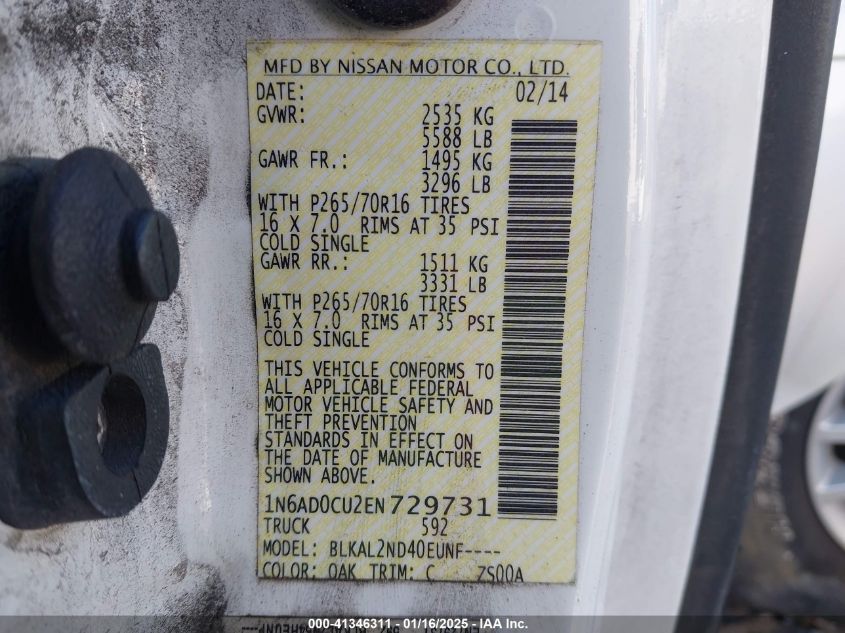 MFD BY NISSAN MOTOR CO., LTD.
DATE: 02/14
GVWR: 2535 KG
5588 LB
GAWR FR.: 1495 KG
3296 LB
WITH P265/70R16 TIRES
16 X 7.0 RIMS AT 35 PSI
COLD SINGLE
GAWR RR.: 1511 KG
3331 LB
WITH P265/70R16 TIRES
16 X 7.0 RIMS AT 35 PSI
COLD SINGLE
THIS VEHICLE CONFORMS TO
ALL APPLICABLE FEDERAL
MOTOR VEHICLE SAFETY AND
THEFT PREVENTION
STANDARDS IN EFFECT ON
THE DATE OF MANUFACTURE
SHOWN ABOVE.
1N6AD0CU2EN729731
TRUCK 592
MODEL: BLKAL2ND40EUNF----
COLOR: QAK TRIM: C ZS00A
000-41346311 - 01/16/2025 - IAA Inc.